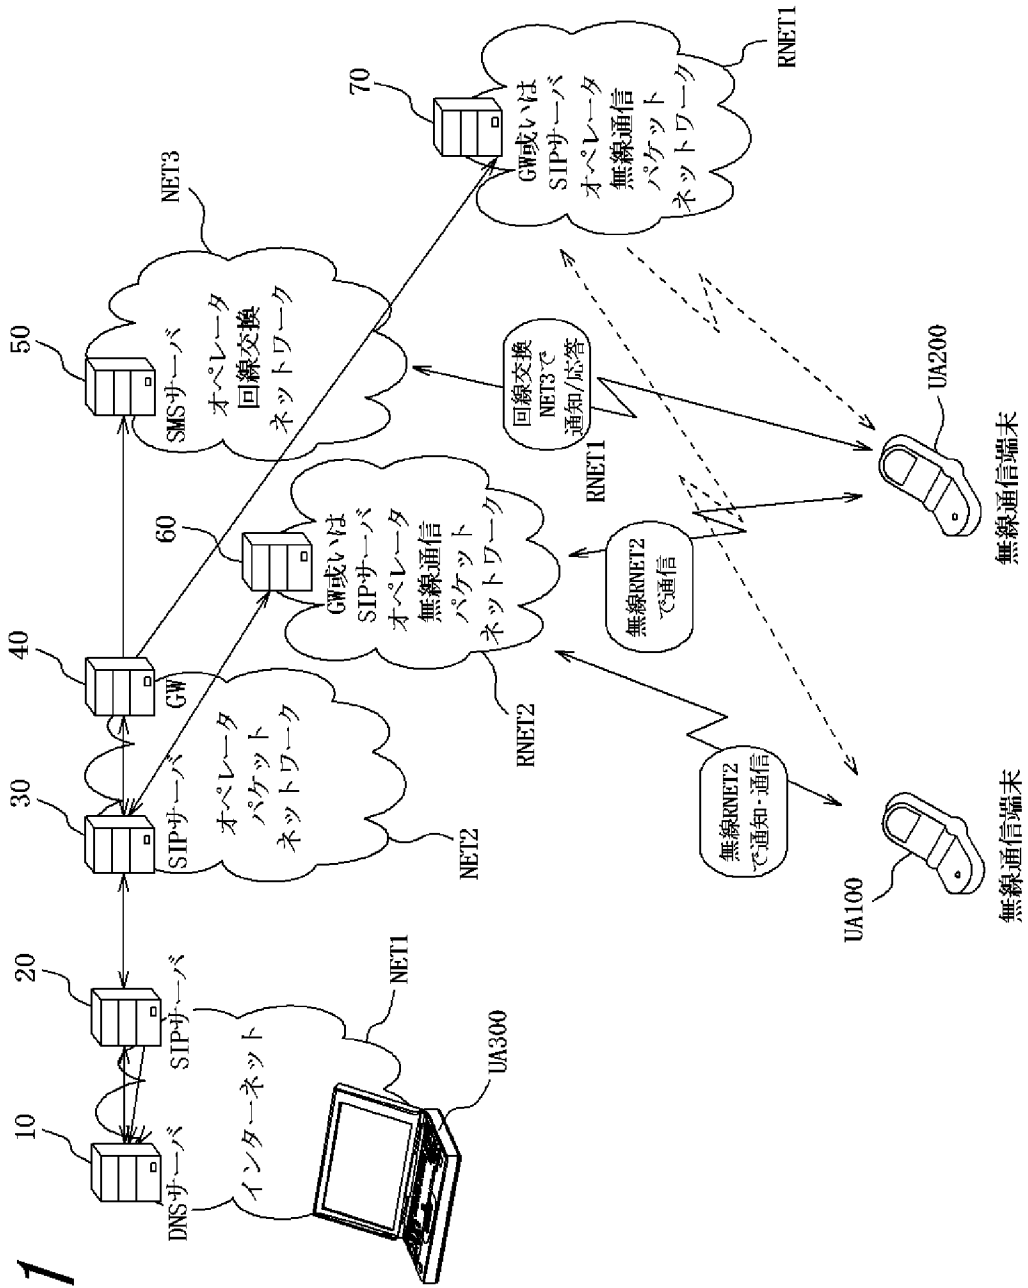 1
10
DNSサーバ
インターネット
NET1
UA300
20
SIPサーバ
30
SIPサーバ
オペレータ
パケット
ネットワーク
NET2
40
GW
50
SMSサーバ
オペレータ
回線交換
ネットワーク
NET3
60
GW或いは
SIPサーバ
オペレータ
無線通信
パケット
ネットワーク
RNET2
70
GW或いは
SIPサーバ
オペレータ
無線通信
パケット
ネットワーク
RNET1
回線交換
NET3で
通知/応答
RNET1
無線RNET2
で通信
無線RNET2
で通知・通信
UA100
無線通信端末
UA200
無線通信端末